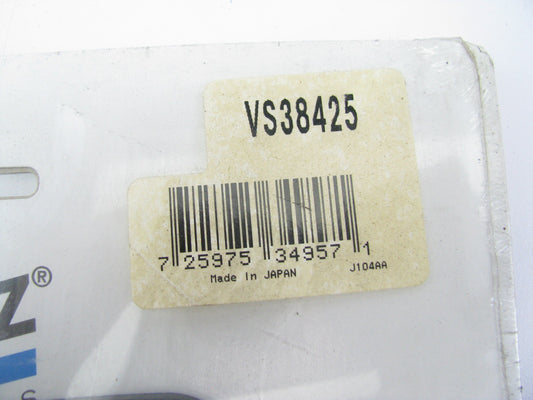 VS38425
7 25975 34957 1
Made In JAPAN J104AA
Z®
S